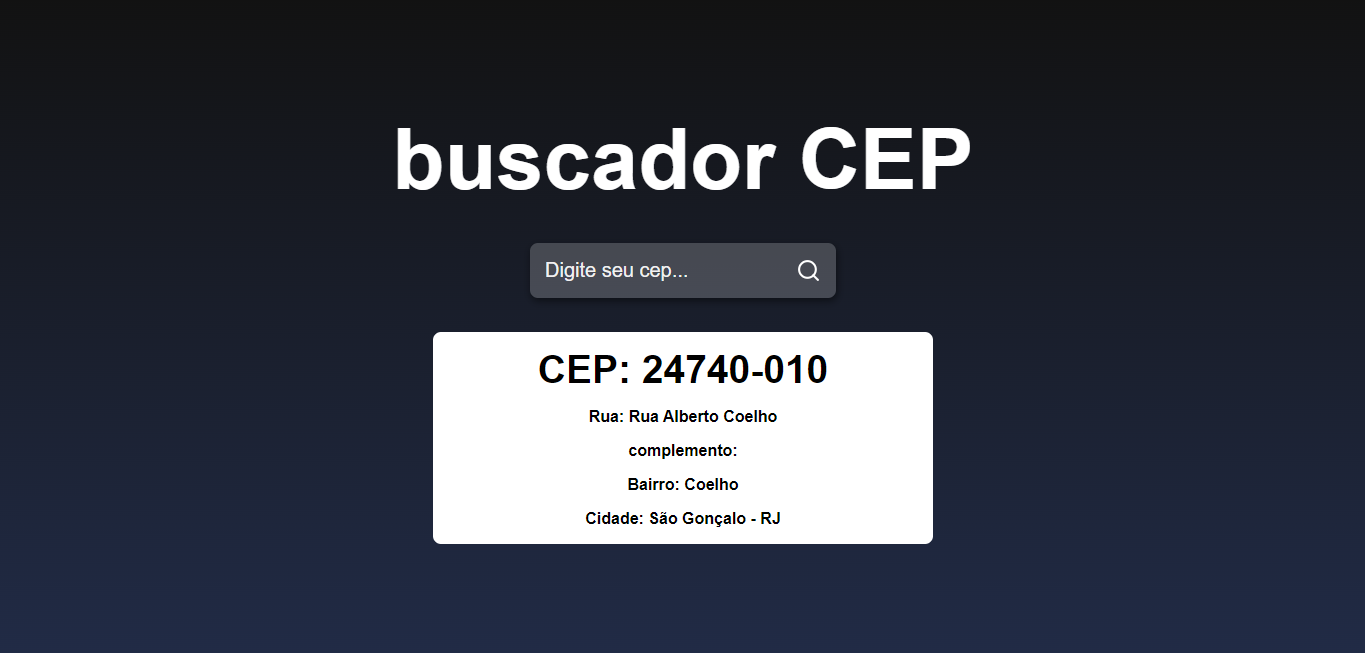 buscador CEP
Digite seu cep...
CEP: 24740-010
Rua: Rua Alberto Coelho
complemento:
Bairro: Coelho
Cidade: São Gonçalo - RJ